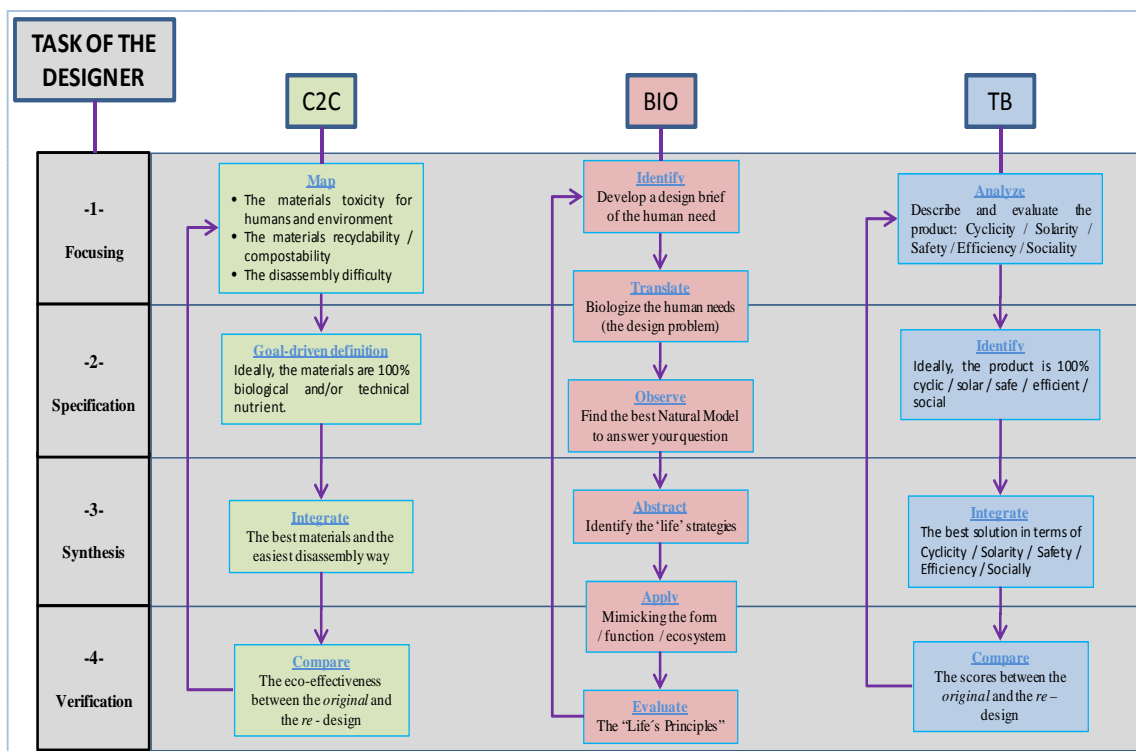 TASK OF THE
DESIGNER
C2C
BIO
TB
-1-
Focusing
-2-
Specification
-3-
Synthesis
-4-
Verification
Map
• The materials toxicity for
humans and environment
• The materials recyclability /
compostability
• The disassembly difficulty
Goal-driven definition
Ideally, the materials are 100%
biological and/or technical
nutrient.
Integrate
The best materials and the
easiest disassembly way
Compare
The eco-effectiveness
between the original and
the re - design
Identify
Develop a design brief
of the human need
Translate
Biologize the human needs
(the design problem)
Observe
Find the best Natural Model
to answer your question
Abstract
Identify the ‘life’ strategies
Apply
Mimicking the form
/ function / ecosystem
Evaluate
The “Life´s Principles”
Analyze
Describe and evaluate the
product: Cyclicity / Solarity /
Safety / Efficiency / Sociality
Identify
Ideally, the product is 100%
cyclic / solar / safe / efficient /
social
Integrate
The best solution in terms of
Cyclicity / Solarity / Safety /
Efficiency / Socially
Compare
The scores between the
original and the re –
design